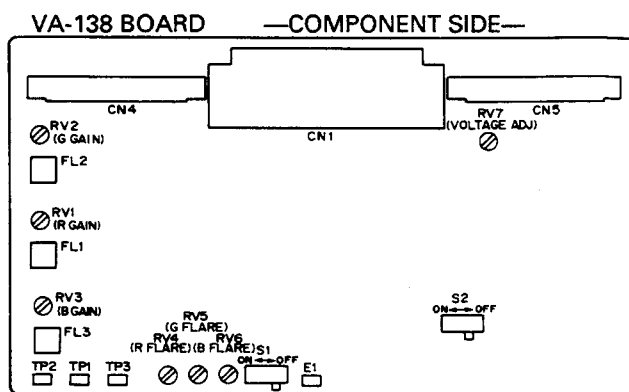 VA-138 BOARD —COMPONENT SIDE—
CN4
CN1
CN5
RV7
(VOLTAGE ADJ)
RV2
(G GAIN)
FL2
RV1
(R GAIN)
FL1
RV3
(B GAIN)
FL3
S2
ON OFF
RV5
(G FLARE)
RV4
(R FLARE)
RV6
(B FLARE)
S1
ON OFF
TP2
TP1
TP3
E1